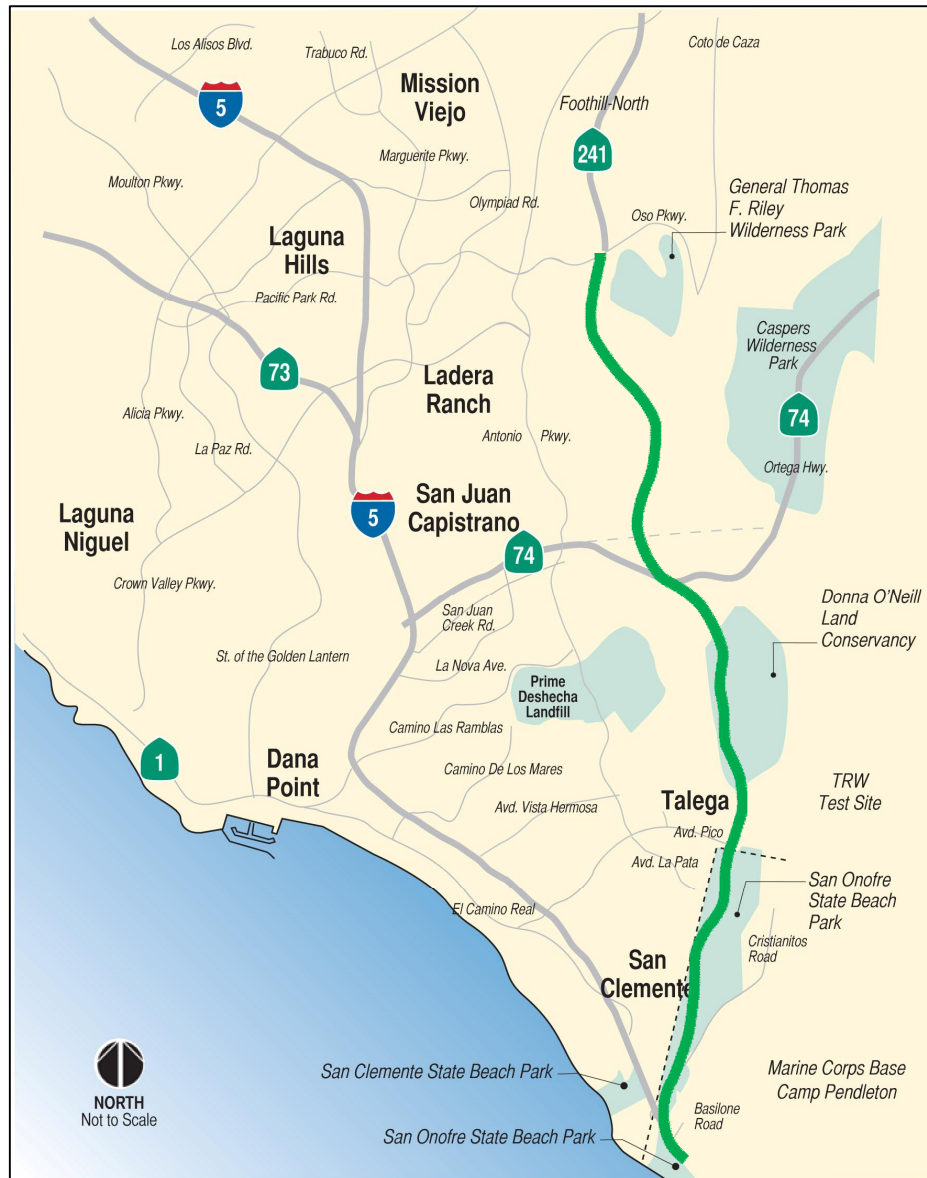 Los Alisos Blvd.
Trabuco Rd.
Coto de Caza
5
Mission
Viejo
Foothill-North
241
Marguerite Pkwy.
Moulton Pkwy.
General Thomas
F. Riley
Wilderness Park
Olympiad Rd.
Oso Pkwy.
Laguna
Hills
Pacific Park Rd.
Caspers
Wilderness
Park
73
Ladera
Ranch
74
Alicia Pkwy.
La Paz Rd.
Antonio Pkwy.
Ortega Hwy.
Laguna
Niguel
5
San Juan
Capistrano
74
Crown Valley Pkwy.
San Juan
Creek Rd.
Donna O'Neill
Land
Conservancy
St. of the Golden Lantern
La Nova Ave.
Prime
Deshecha
Landfill
Camino Las Ramblas
1
Dana
Point
Camino De Los Mares
Talega
TRW
Test Site
Avd. Vista Hermosa
Avd. Pico
Avd. La Pata
San Onofre
State Beach
Park
El Camino Real
Cristianitos
Road
San
Clemente
NORTH
Not to Scale
San Clemente State Beach Park
Marine Corps Base
Camp Pendleton
Basilone
Road
San Onofre State Beach Park